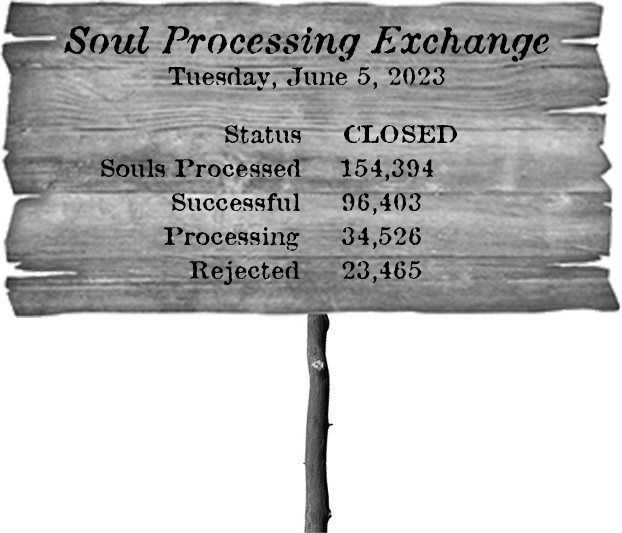 Soul Processing Exchange
Tuesday, June 5, 2023
Status CLOSED
Souls Processed 154,394
Successful 96,403
Processing 34,526
Rejected 23,465